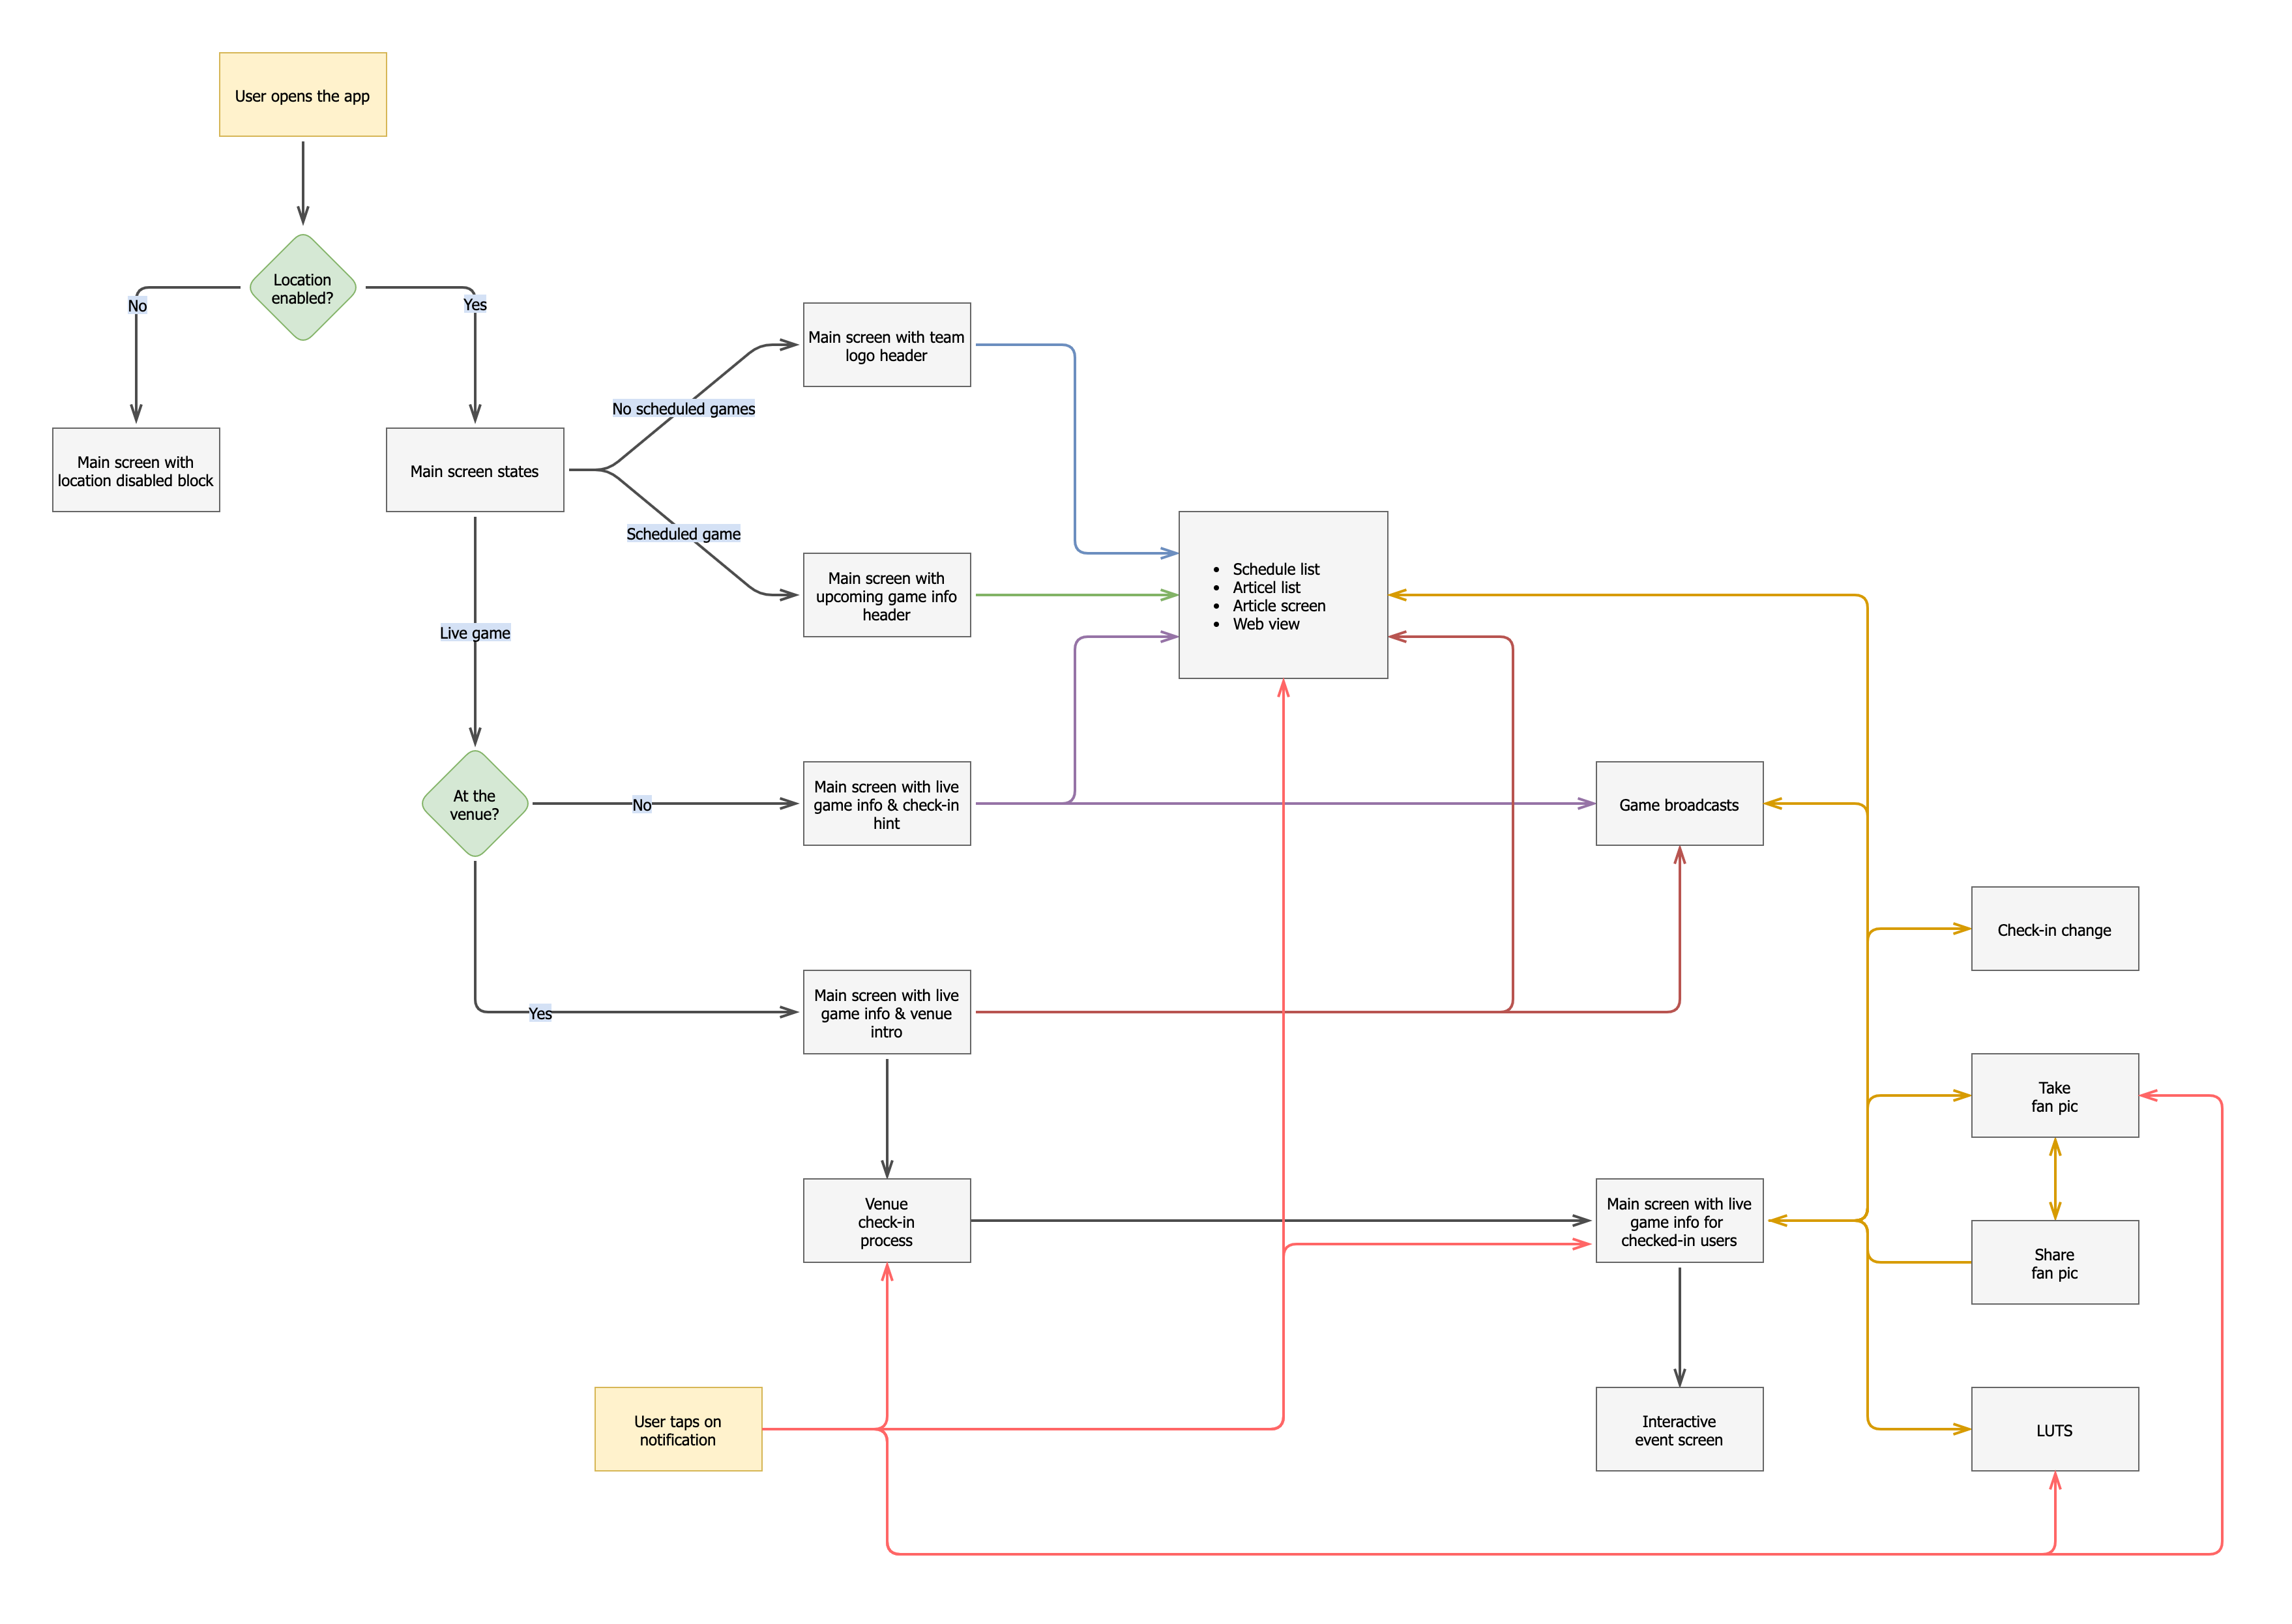 User opens the app
Location
enabled?
No
Yes
Main screen with team
logo header
No scheduled games
Main screen with
location disabled block
Main screen states
Scheduled game
Main screen with
upcoming game info
header
• Schedule list
• Articel list
• Article screen
• Web view
Live game
At the
venue?
No
Main screen with live
game info & check-in
hint
Game broadcasts
Check-in change
Yes
Main screen with live
game info & venue
intro
Take
fan pic
Venue
check-in
process
Main screen with live
game info for
checked-in users
Share
fan pic
User taps on
notification
Interactive
event screen
LUTS